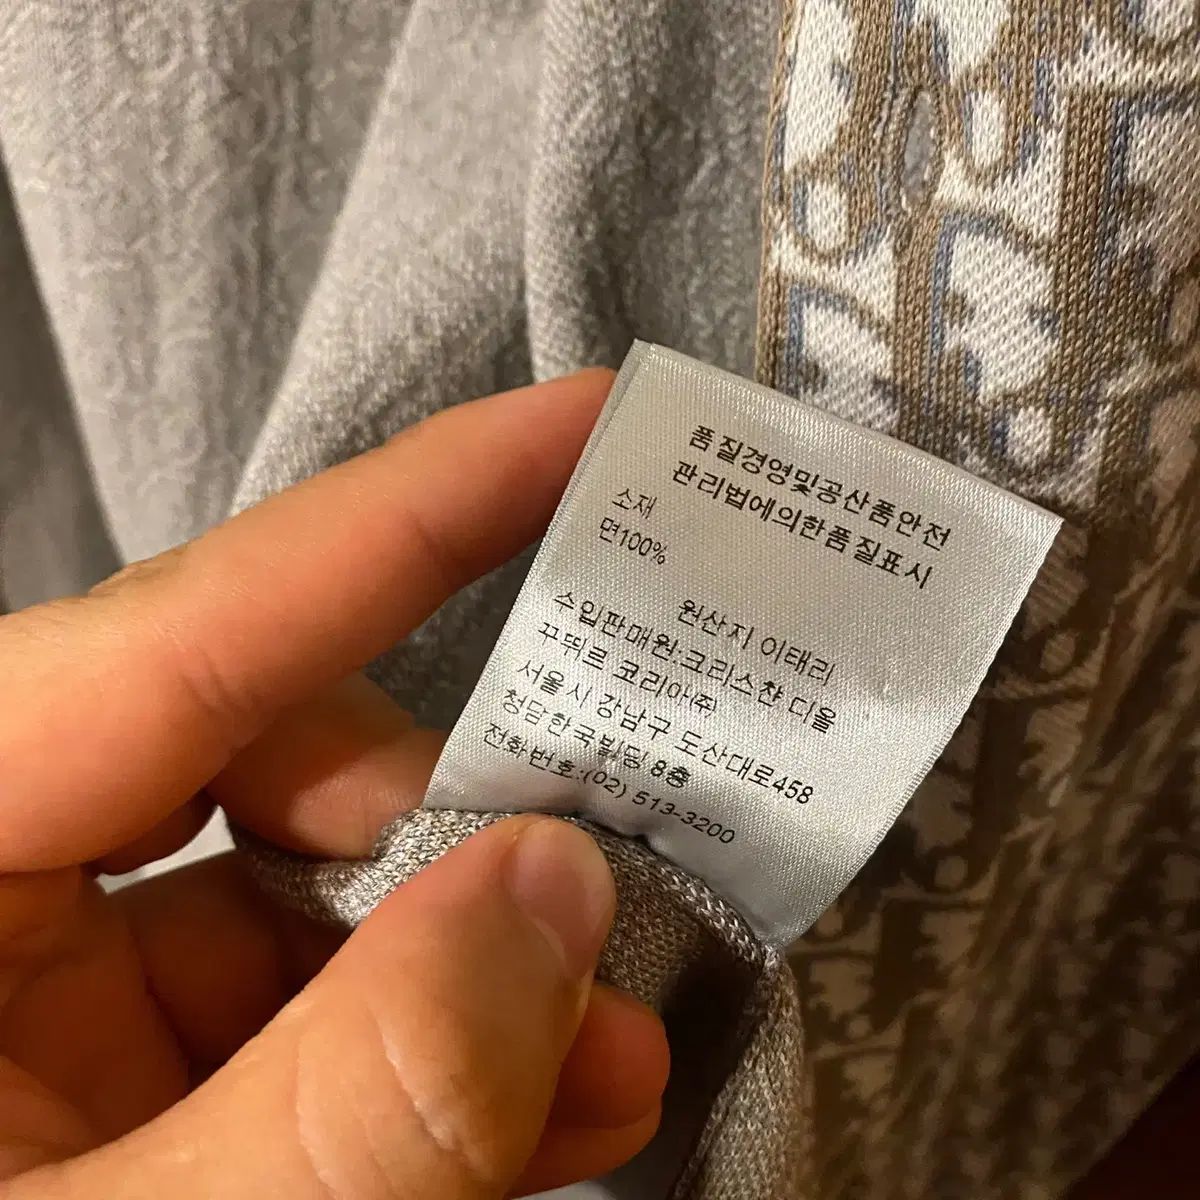 품질경영및공산품안전
관리법에의한품질표시
소재
면100%
원산지 이태리
수입판매원:크리스챤 디올
꾸뛰르 코리아(주)
서울시 강남구 도산대로458
청담한국빌딩 8층
전화번호:(02) 513-3200